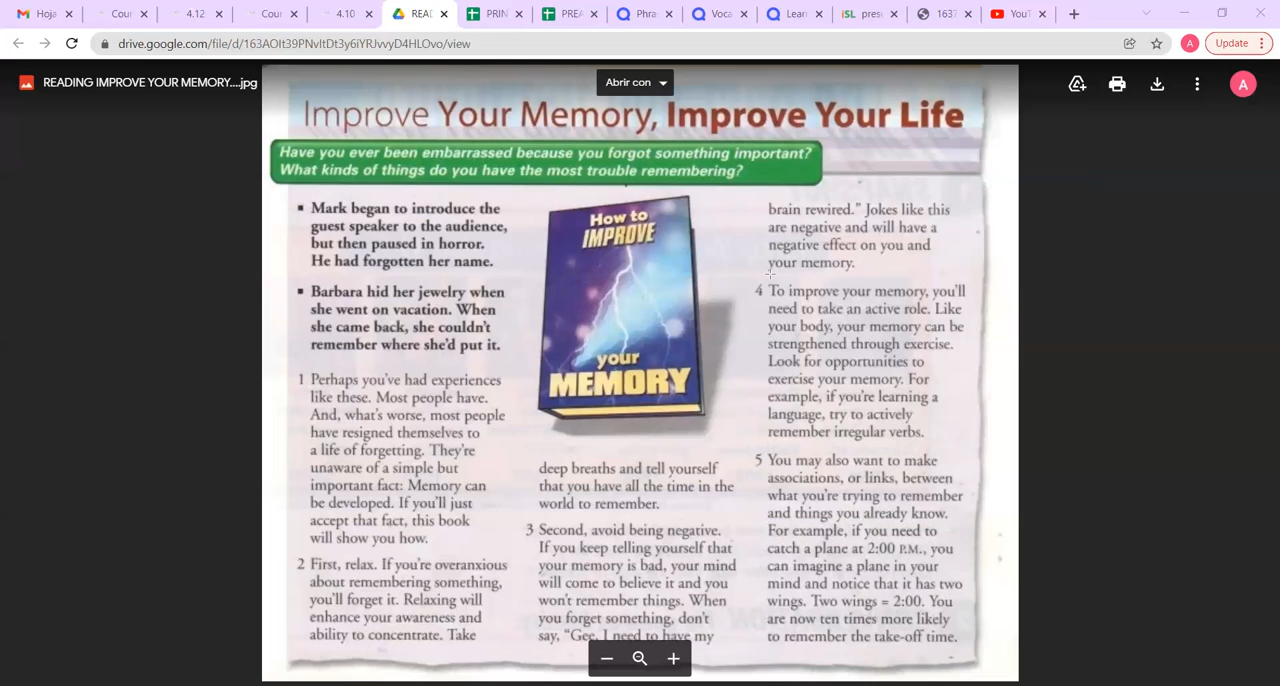 Hoja
Cour
4.12
Cour
4.10
READ
PRIN
PREA
Phras
Voca
Learn
iSL prese
1637
YouT
drive.google.com/file/d/163AOIt39PNvltDt3y6iYRJvvyD4HLOvo/view
A
Update
READING IMPROVE YOUR MEMORY....jpg
Abrir con
A
Improve Your Memory, Improve Your Life
Have you ever been embarrassed because you forgot something important?
What kinds of things do you have the most trouble remembering?
▪ Mark began to introduce the
guest speaker to the audience,
but then paused in horror.
He had forgotten her name.
▪ Barbara hid her jewelry when
she went on vacation. When
she came back, she couldn't
remember where she'd put it.
1 Perhaps you've had experiences
like these. Most people have.
And, what's worse, most people
have resigned themselves to
a life of forgetting. They're
unaware of a simple but
important fact: Memory can
be developed. If you'll just
accept that fact, this book
will show you how.
2 First, relax. If you're overanxious
about remembering something,
you'll forget it. Relaxing will
enhance your awareness and
ability to concentrate. Take
How to
IMPROVE
your
MEMORY
deep breaths and tell yourself
that you have all the time in the
world to remember.
3 Second, avoid being negative.
If you keep telling yourself that
your memory is bad, your mind
will come to believe it and you
won't remember things. When
you forget something, don't
say, "Gee, I need to have my
brain rewired." Jokes like this
are negative and will have a
negative effect on you and
your memory.
4 To improve your memory, you'll
need to take an active role. Like
your body, your memory can be
strengthened through exercise.
Look for opportunities to
exercise your memory. For
example, if you're learning a
language, try to actively
remember irregular verbs.
5 You may also want to make
associations, or links, between
what you're trying to remember
and things you already know.
For example, if you need to
catch a plane at 2:00 P.M., you
can imagine a plane in your
mind and notice that it has two
wings. Two wings = 2:00. You
are now ten times more likely
to remember the take-off time.